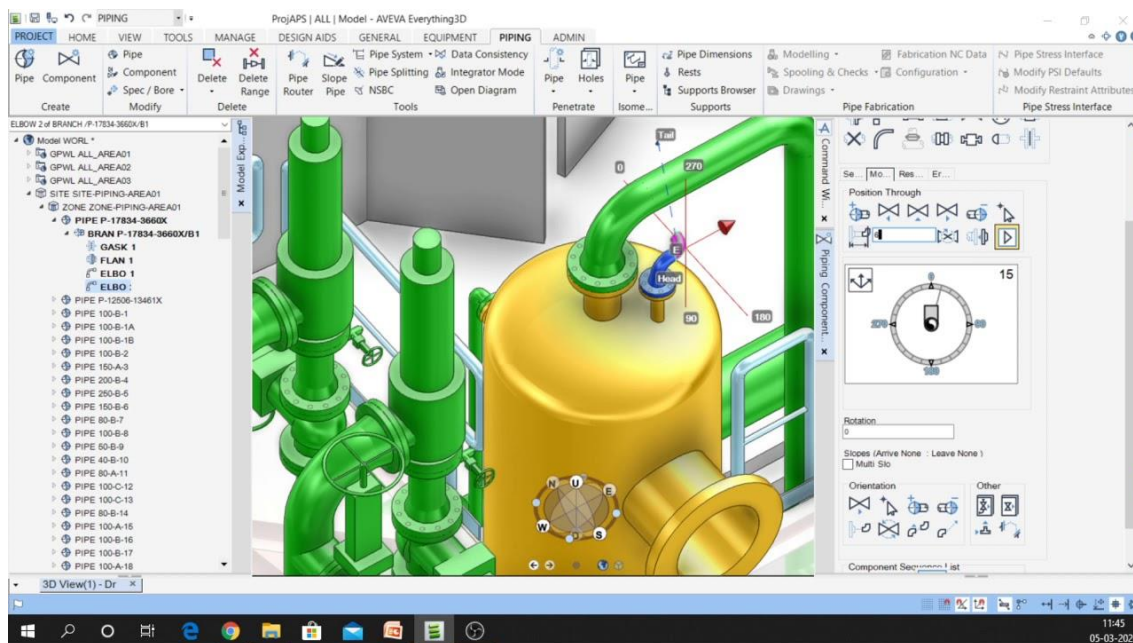 PIPING
ProjAPS | ALL | Model - AVEVA Everything3D
PROJECT HOME VIEW TOOLS MANAGE DESIGN AIDS GENERAL EQUIPMENT PIPING ADMIN
Pipe Component
Pipe
Component
Spec / Bore
Delete Delete Range
Pipe Router Slope Pipe
Pipe System Data Consistency
Pipe Splitting Integrator Mode
NSBC Open Diagram
Pipe Holes
Pipe
Pipe Dimensions
Rests
Supports Browser
Modelling Fabrication NC Data
Spooling & Checks Configuration
Drawings
Pipe Stress Interface
Modify PSI Defaults
Modify Restraint Attributes
Create Modify Delete Tools Penetrate Isome... Supports Pipe Fabrication Pipe Stress Interface
ELBOW 2 of BRANCH /P-17834-3660X/B1
Model WORL *
GPWL ALL_AREA01
GPWL ALL_AREA02
GPWL ALL_AREA03
SITE SITE-PIPING-AREA01
ZONE ZONE-PIPING-AREA01
PIPE P-17834-3660X
BRAN P-17834-3660X/B1
GASK 1
FLAN 1
ELBO 1
ELBO :
PIPE P-12506-13461X
PIPE 100-B-1
PIPE 100-B-1A
PIPE 100-B-1B
PIPE 100-B-2
PIPE 150-A-3
PIPE 200-B-4
PIPE 250-B-5
PIPE 150-B-6
PIPE 80-B-7
PIPE 100-B-8
PIPE 50-B-9
PIPE 40-B-10
PIPE 80-A-11
PIPE 100-C-12
PIPE 100-C-13
PIPE 80-B-14
PIPE 100-A-15
PIPE 100-B-16
PIPE 100-B-17
PIPE 100-A-18
Model Exp...
Tail
0
270
E
Head
90
180
N U E
W S
Command Wi...
Piping Component...
Se... Mo... Res... Er...
Position Through
15
0
270
180
Rotation
0
Slopes (Arrive None : Leave None )
Multi Slo
Orientation Other
Component Sequence List
3D View(1) - Dr
11:45